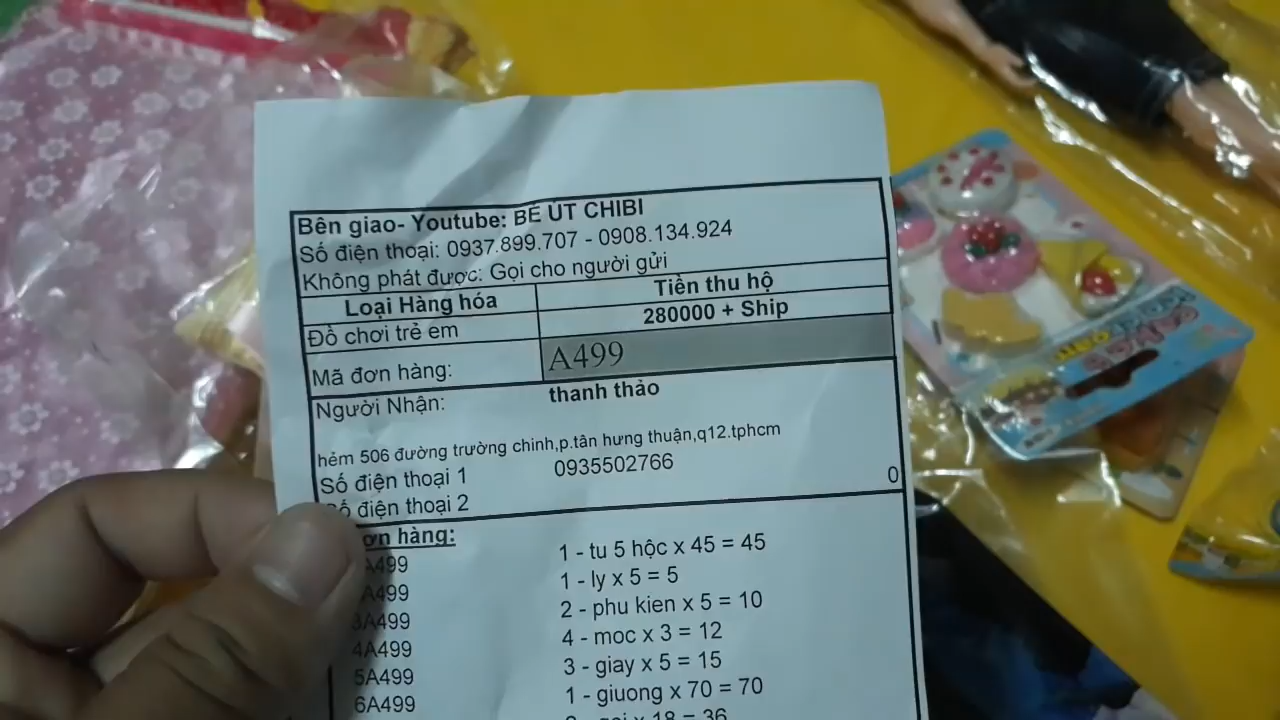 Bên giao- Youtube: BÉ ÚT CHIBI
Số điện thoại: 0937.899.707 - 0908.134.924
Không phát được: Gọi cho người gửi
Loại Hàng hóa Tiền thu hộ
Đồ chơi trẻ em 280000 + Ship
Mã đơn hàng: A499
Người Nhận: thanh thảo
hẻm 506 đường trường chinh,p.tân hưng thuận,q12.tphcm
Số điện thoại 1 0935502766
Số điện thoại 2 0
ơn hàng:
A499 1 - tu 5 hộc x 45 = 45
A499 1 - ly x 5 = 5
3A499 2 - phu kien x 5 = 10
4A499 4 - moc x 3 = 12
5A499 3 - giay x 5 = 15
6A499 1 - giuong x 70 = 70
x 18 = 36